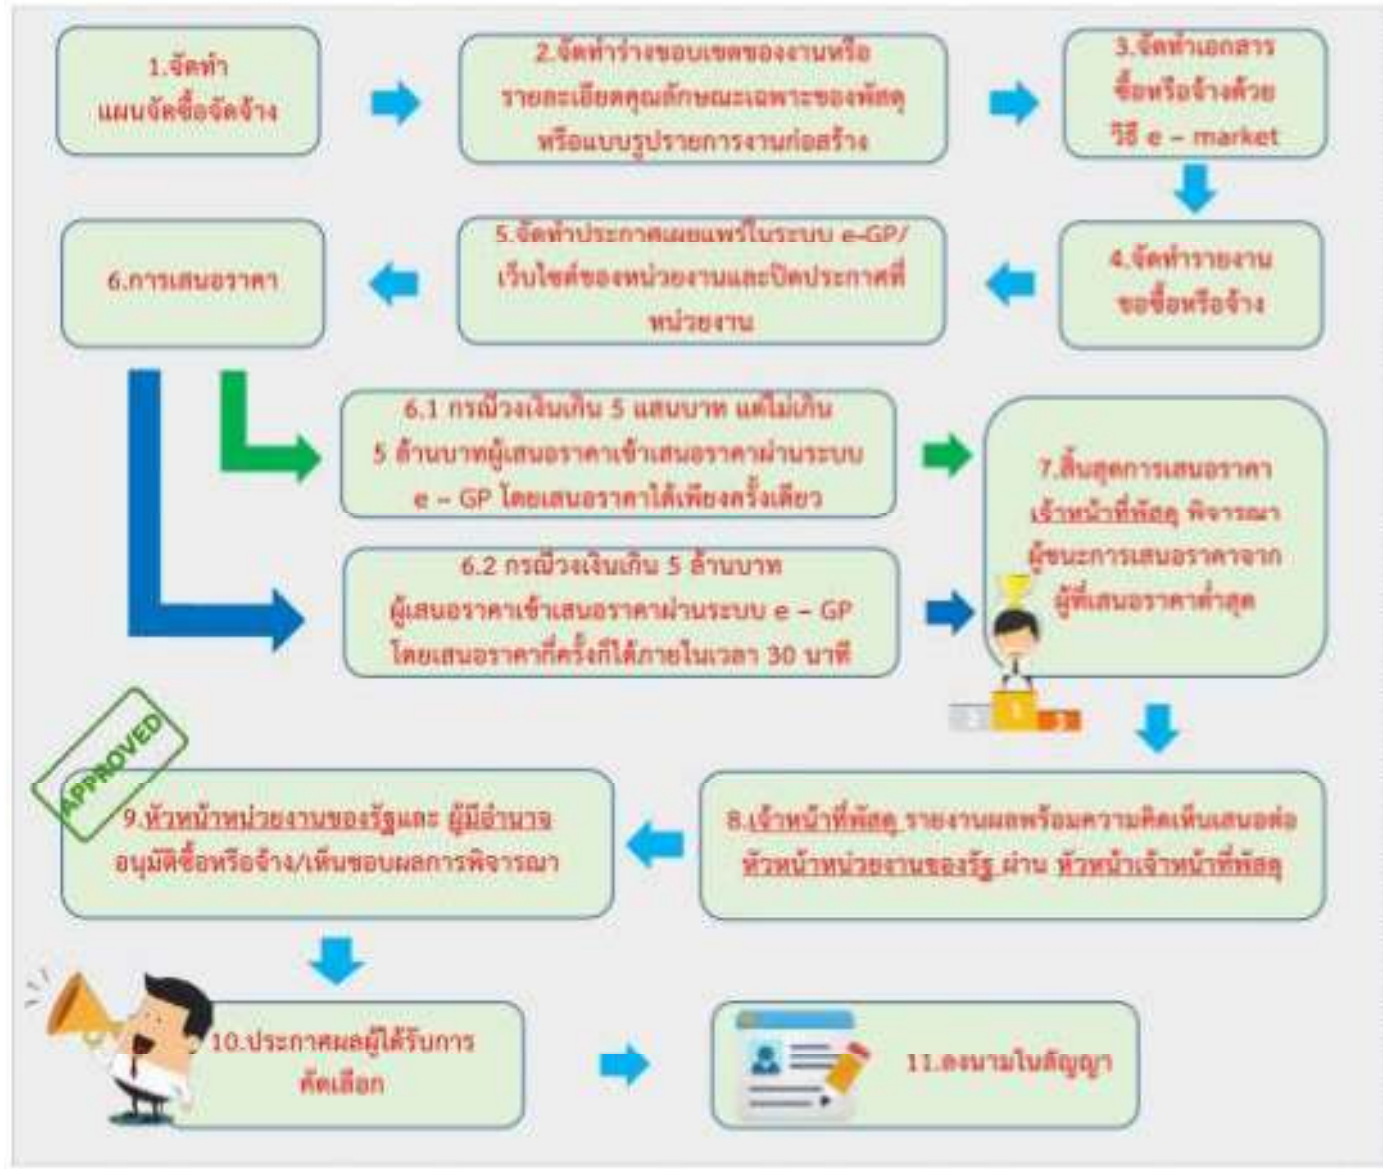 1.จัดทำ
แผนจัดซื้อจัดจ้าง
2.จัดทำร่างขอบเขตของงานหรือ
รายละเอียดคุณลักษณะเฉพาะของพัสดุ
หรือแบบรูปรายการงานก่อสร้าง
3.จัดทำเอกสาร
ซื้อหรือจ้างด้วย
วิธี e – market
4.จัดทำรายงาน
ขอซื้อหรือจ้าง
5.จัดทำประกาศเผยแพร่ในระบบ e-GP/
เว็บไซต์ของหน่วยงานและปิดประกาศที่
หน่วยงาน
6.การเสนอราคา
6.1 กรณีวงเงินเกิน 5 แสนบาท แต่ไม่เกิน
5 ล้านบาทผู้เสนอราคาเข้าเสนอราคาผ่านระบบ
e – GP โดยเสนอราคาได้เพียงครั้งเดียว
6.2 กรณีวงเงินเกิน 5 ล้านบาท
ผู้เสนอราคาเข้าเสนอราคาผ่านระบบ e – GP
โดยเสนอราคากี่ครั้งก็ได้ภายในเวลา 30 นาที
7.สิ้นสุดการเสนอราคา
เจ้าหน้าที่พัสดุ พิจารณา
ผู้ชนะการเสนอราคาจาก
ผู้ที่เสนอราคาต่ำสุด
2 1 3
8.เจ้าหน้าที่พัสดุ รายงานผลพร้อมความคิดเห็นเสนอต่อ
หัวหน้าหน่วยงานของรัฐ ผ่าน หัวหน้าเจ้าหน้าที่พัสดุ
APPROVED
9.หัวหน้าหน่วยงานของรัฐและ ผู้มีอำนาจ
อนุมัติซื้อหรือจ้าง/เห็นชอบผลการพิจารณา
10.ประกาศผลผู้ได้รับการ
คัดเลือก
11.ลงนามในสัญญา